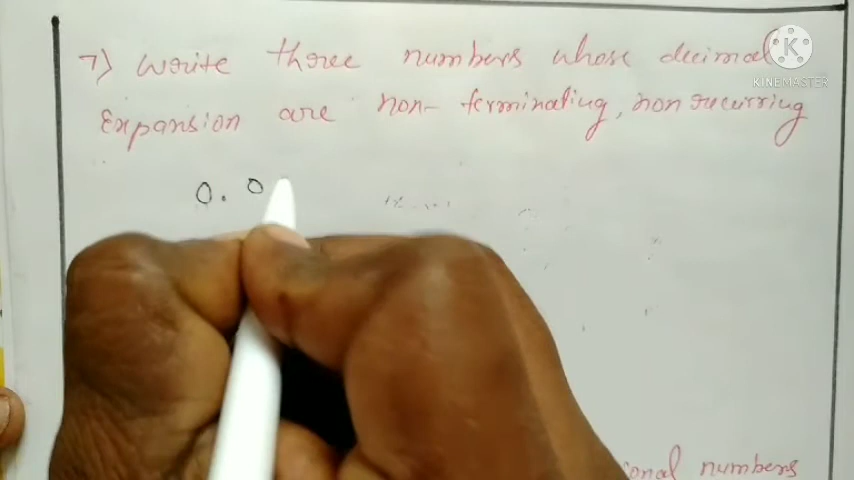 7) Write three numbers whose decimal
Expansion are non- terminating, non recurring
0.0
numbers
K
KINEMASTER